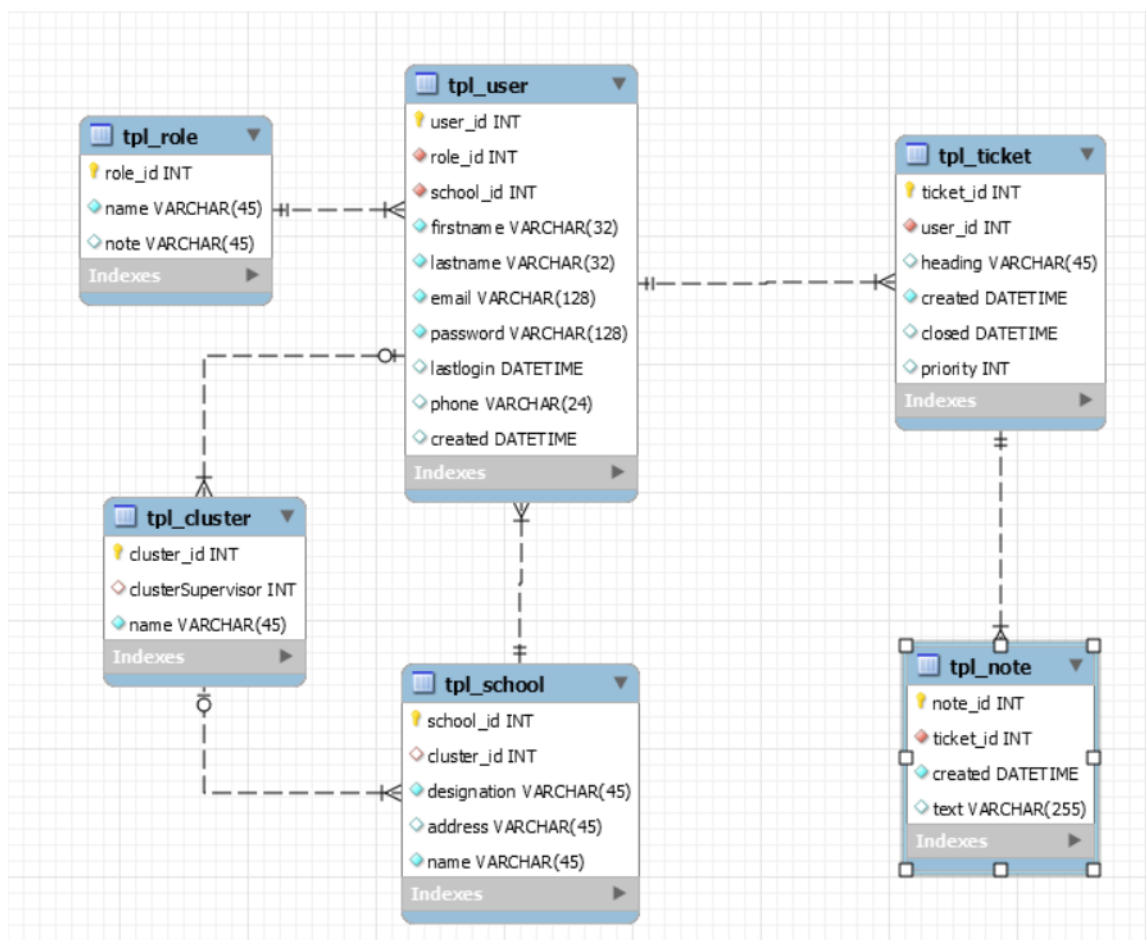 tpl_role
role_id INT
name VARCHAR(45)
note VARCHAR(45)
Indexes
tpl_user
user_id INT
role_id INT
school_id INT
firstname VARCHAR(32)
lastname VARCHAR(32)
email VARCHAR(128)
password VARCHAR(128)
lastlogin DATETIME
phone VARCHAR(24)
created DATETIME
Indexes
tpl_ticket
ticket_id INT
user_id INT
heading VARCHAR(45)
created DATETIME
closed DATETIME
priority INT
Indexes
tpl_cluster
cluster_id INT
clusterSupervisor INT
name VARCHAR(45)
Indexes
tpl_school
school_id INT
cluster_id INT
designation VARCHAR(45)
address VARCHAR(45)
name VARCHAR(45)
Indexes
tpl_note
note_id INT
ticket_id INT
created DATETIME
text VARCHAR(255)
Indexes